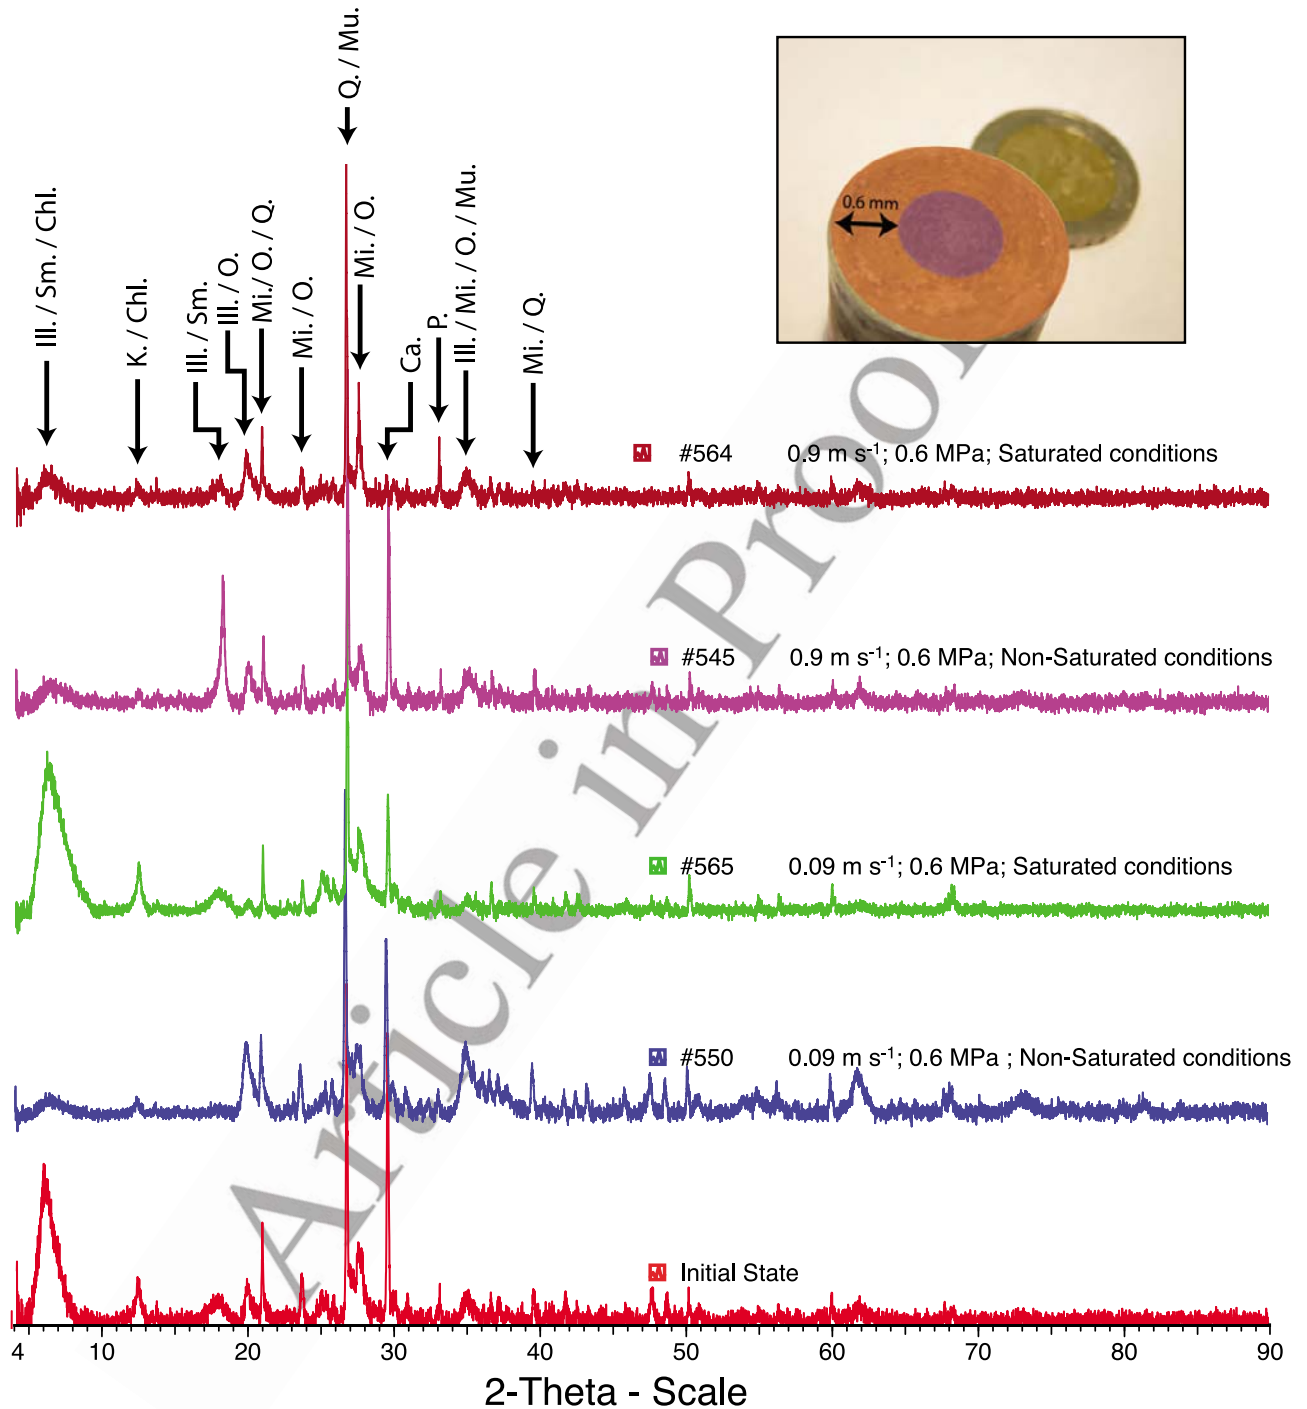 Ill. / Sm. / Chl.
K. / Chl.
Ill. / Sm.
Ill. / O.
Mi./ O. / Q.
Mi. / O.
Q. / Mu.
Mi. / O.
Ca.
P.
Ill. / Mi. / O. / Mu.
Mi. / Q.
0.6 mm
#564 0.9 m s⁻¹; 0.6 MPa; Saturated conditions
#545 0.9 m s⁻¹; 0.6 MPa; Non-Saturated conditions
#565 0.09 m s⁻¹; 0.6 MPa; Saturated conditions
#550 0.09 m s⁻¹; 0.6 MPa ; Non-Saturated conditions
Initial State
Article in Proof
4 10 20 30 40 50 60 70 80 90
2-Theta - Scale